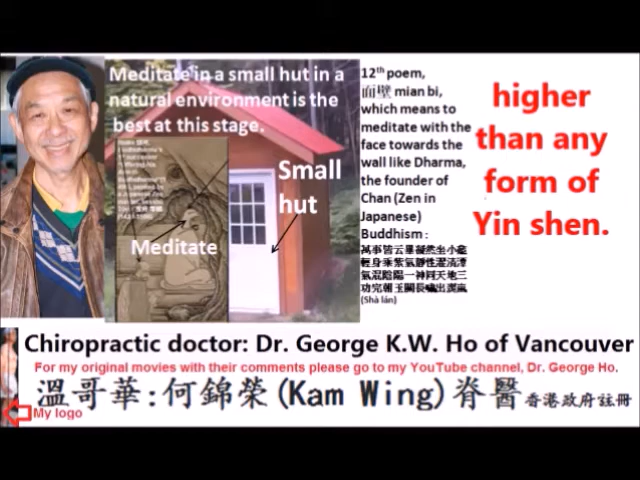 Meditate in a small hut in a
natural environment is the
best at this stage.
Small
hut
Meditate
12th poem,
面壁 mian bi,
which means to
meditate with the
face towards the
wall like Dharma,
the founder of
Chan (Zen in
Japanese)
Buddhism:
萬事皆云畢凝然坐小龕
輕身乘紫氣靜性濯清潭
氣混陰陽一神同天地三
功完朝玉闕長嘯出煙嵐
(Shà lán)
higher
than any
form of
Yin shen.
Chiropractic doctor: Dr. George K.W. Ho of Vancouver
For my original movies with their comments please go to my YouTube channel, Dr. George Ho.
溫哥華:何錦榮(Kam Wing)脊醫香港政府註冊
My logo